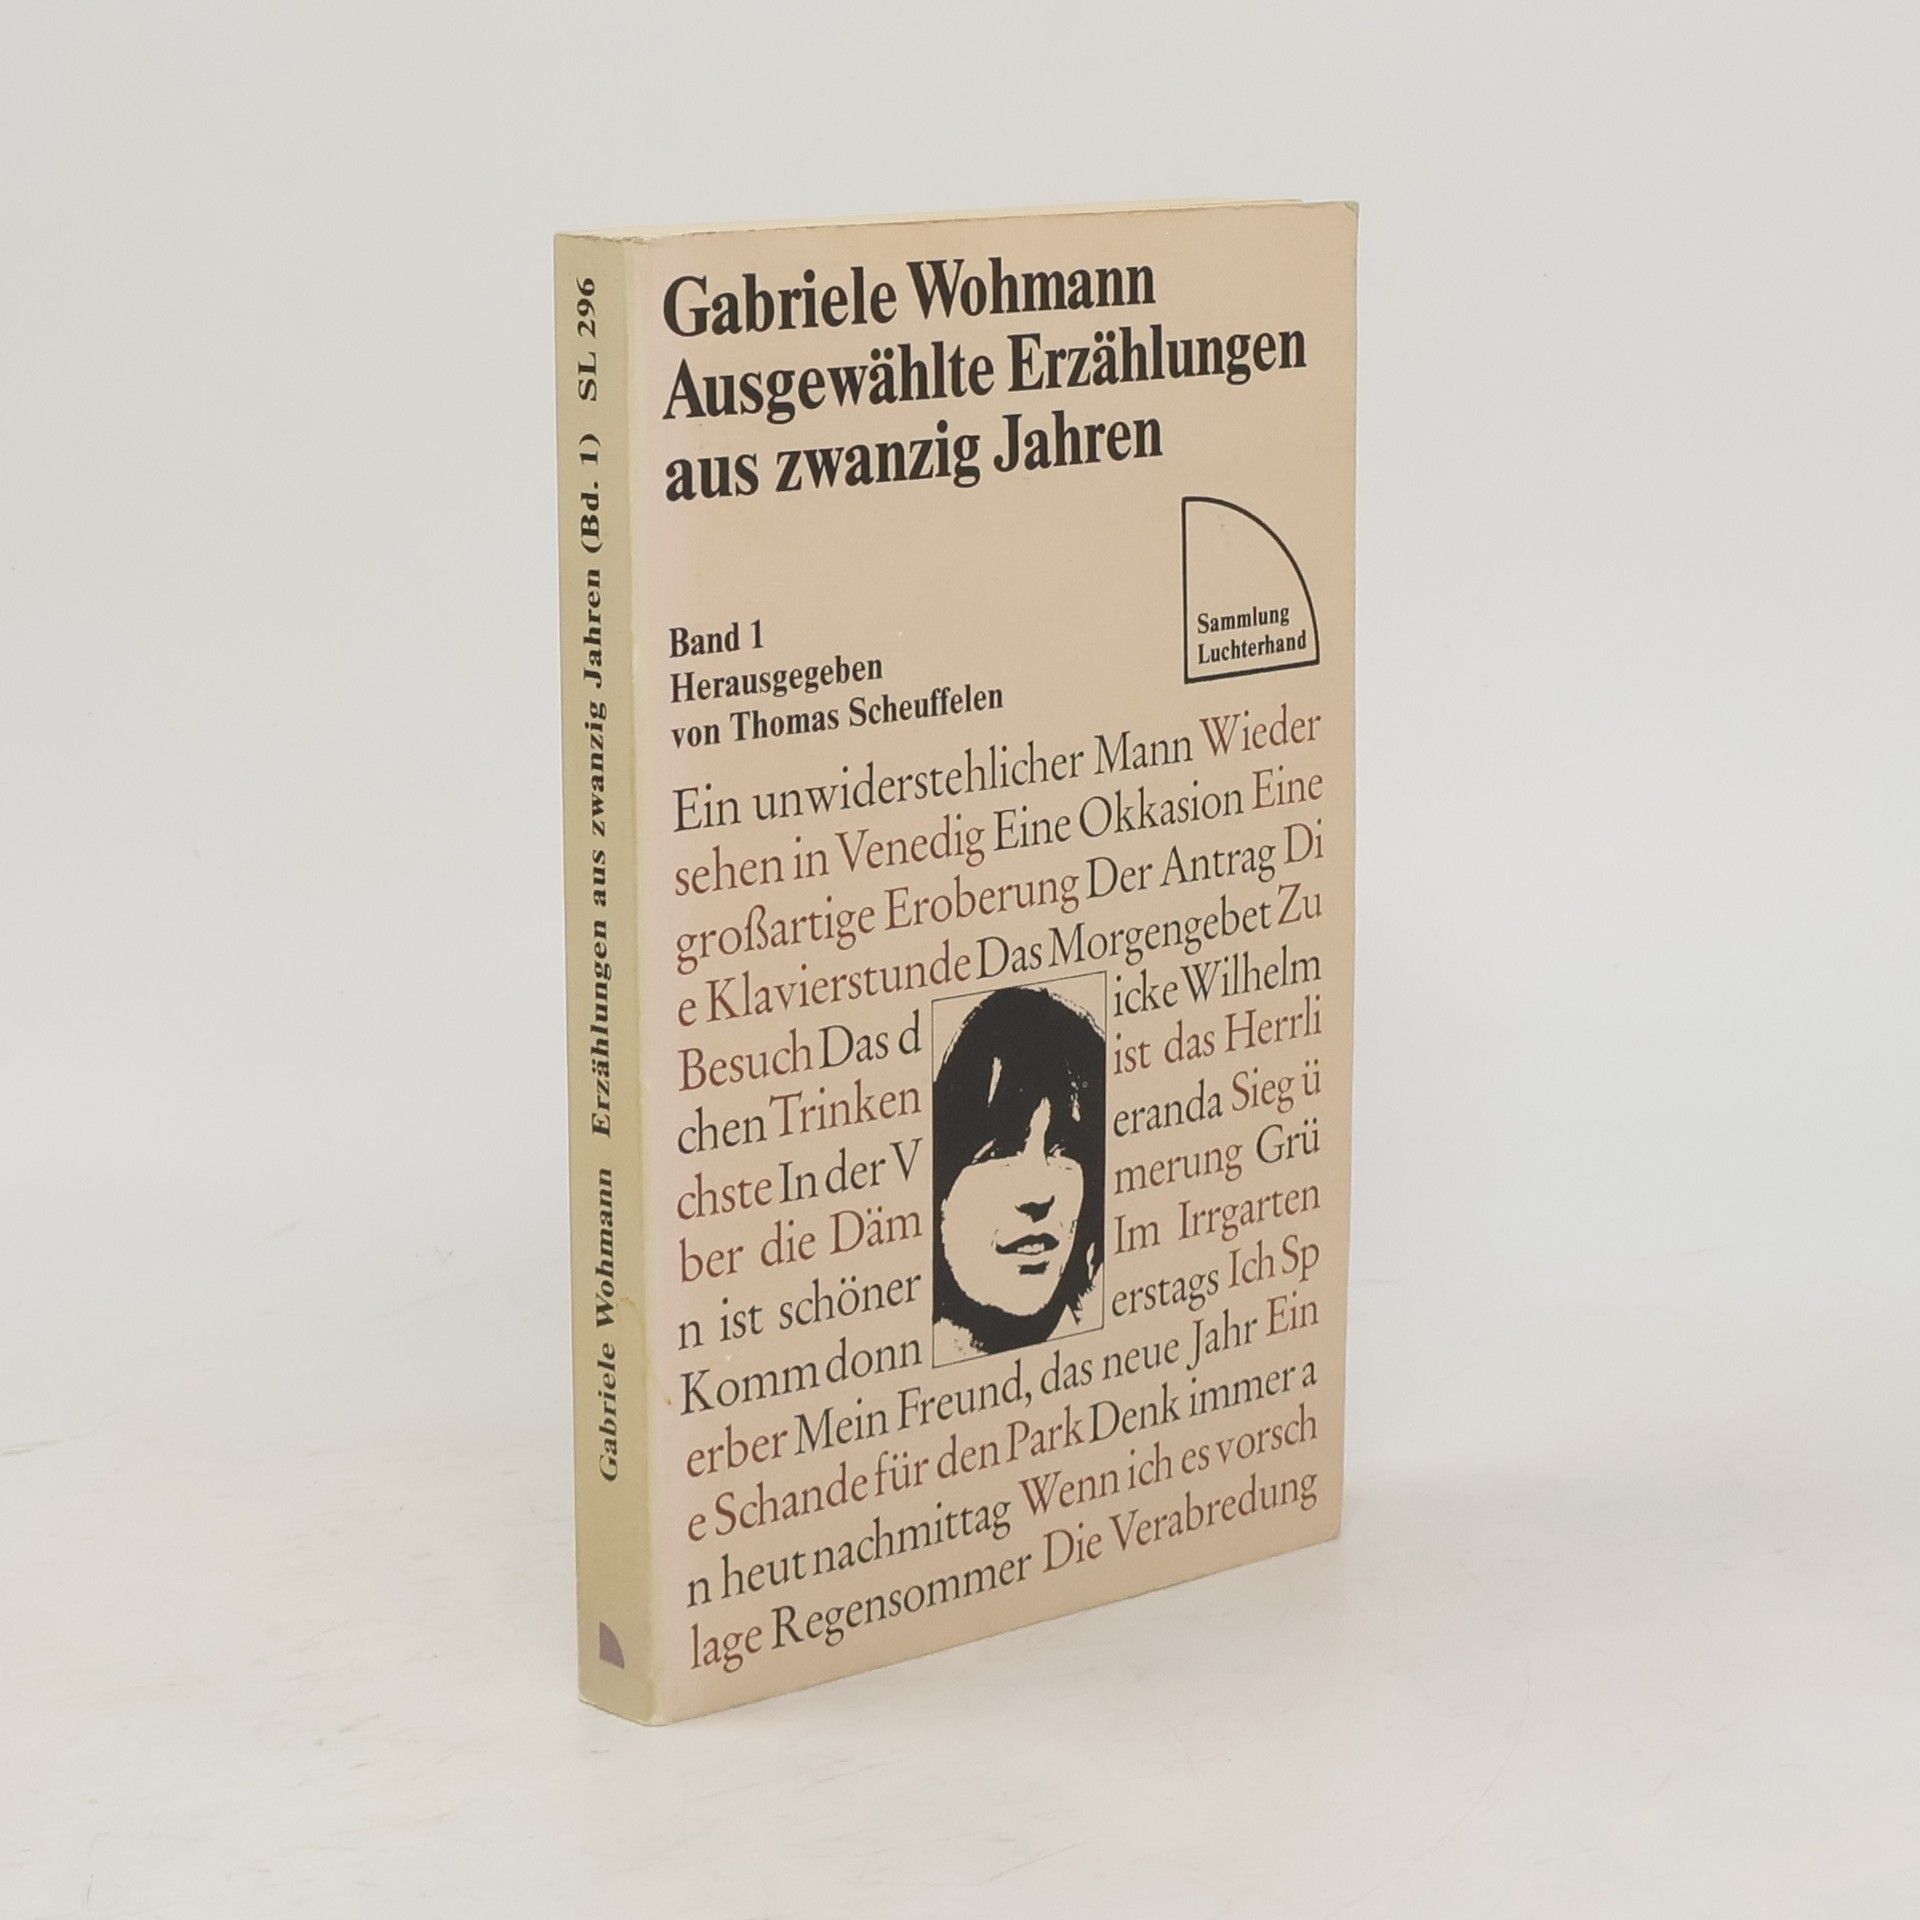 Gabriele Wohmann Erzählungen aus zwanzig Jahren (Bd. 1) SL 296
Gabriele Wohmann
Ausgewählte Erzählungen
aus zwanzig Jahren
Sammlung
Luchterhand
Band 1
Herausgegeben
von Thomas Scheuffelen
Ein unwiderstehlicher Mann Wieder
sehen in Venedig Eine Okkasion Eine
großartige Eroberung Der Antrag Di
e Klavierstunde Das Morgengebet Zu
Besuch Das d icke Wilhelm
chen Trinken ist das Herrli
chste In der V eranda Sieg ü
ber die Däm merung Grü
n ist schöner Im Irrgarten
Komm donn erstags Ich Sp
erber Mein Freund, das neue Jahr Ein
e Schande für den Park Denk immer a
n heut nachmittag Wenn ich es vorsch
lage Regensommer Die Verabredung